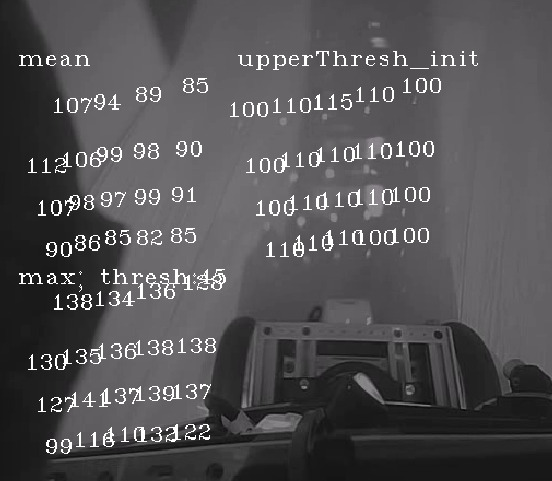 mean upperThresh_init
107 94 89 85 100 110 115 110 100
112 106 99 98 90 100 110 110 110 100
107 98 97 99 91 100 110 110 110 100
90 86 85 82 85 110 110 110 100 100
max; thresh:45
138 134 136 128
130 135 136 138 138
127 141 137 139 137
99 116 110 132 122